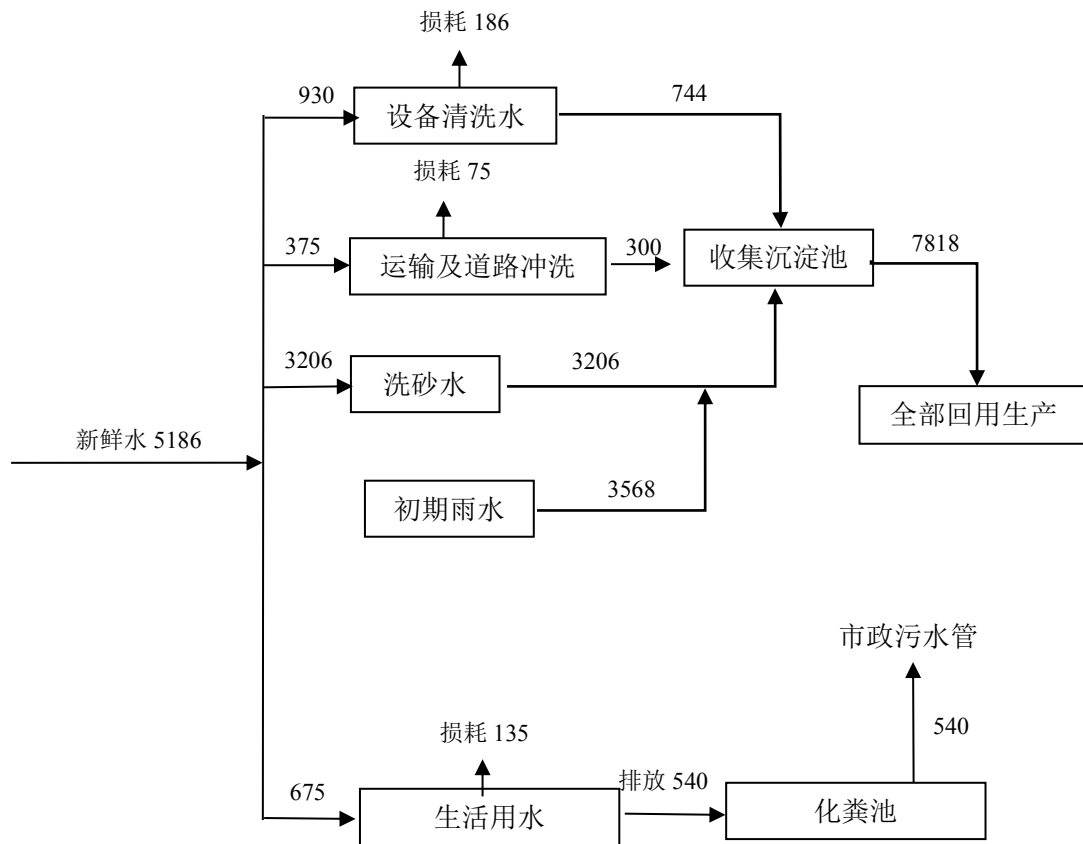 损耗 186
930
设备清洗水
744
损耗 75
375
运输及道路冲洗
300
收集沉淀池
7818
3206
洗砂水
3206
全部回用生产
新鲜水 5186
初期雨水
3568
市政污水管
540
损耗 135
675
生活用水
排放 540
化粪池